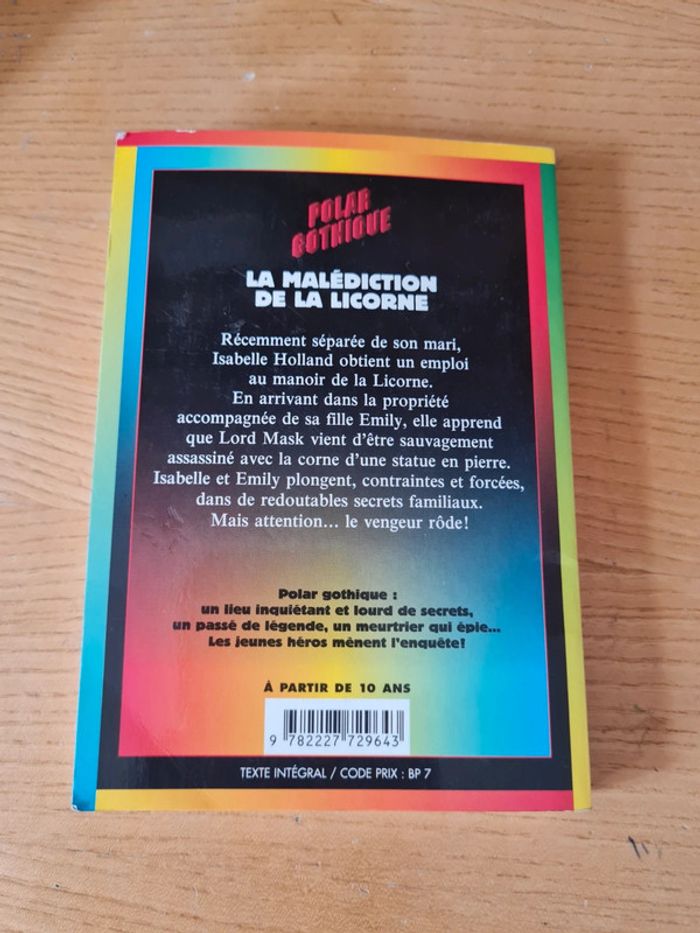 POLAR
GOTHIQUE
LA MALÉDICTION
DE LA LICORNE
Récemment séparée de son mari,
Isabelle Holland obtient un emploi
au manoir de la Licorne.
En arrivant dans la propriété
accompagnée de sa fille Emily, elle apprend
que Lord Mask vient d'être sauvagement
assassiné avec la corne d'une statue en pierre.
Isabelle et Emily plongent, contraintes et forcées,
dans de redoutables secrets familiaux.
Mais attention... le vengeur rôde!
Polar gothique :
un lieu inquiétant et lourd de secrets,
un passé de légende, un meurtrier qui épie...
Les jeunes héros mènent l'enquête!
À PARTIR DE 10 ANS
9 782227 729643
TEXTE INTÉGRAL / CODE PRIX : BP 7